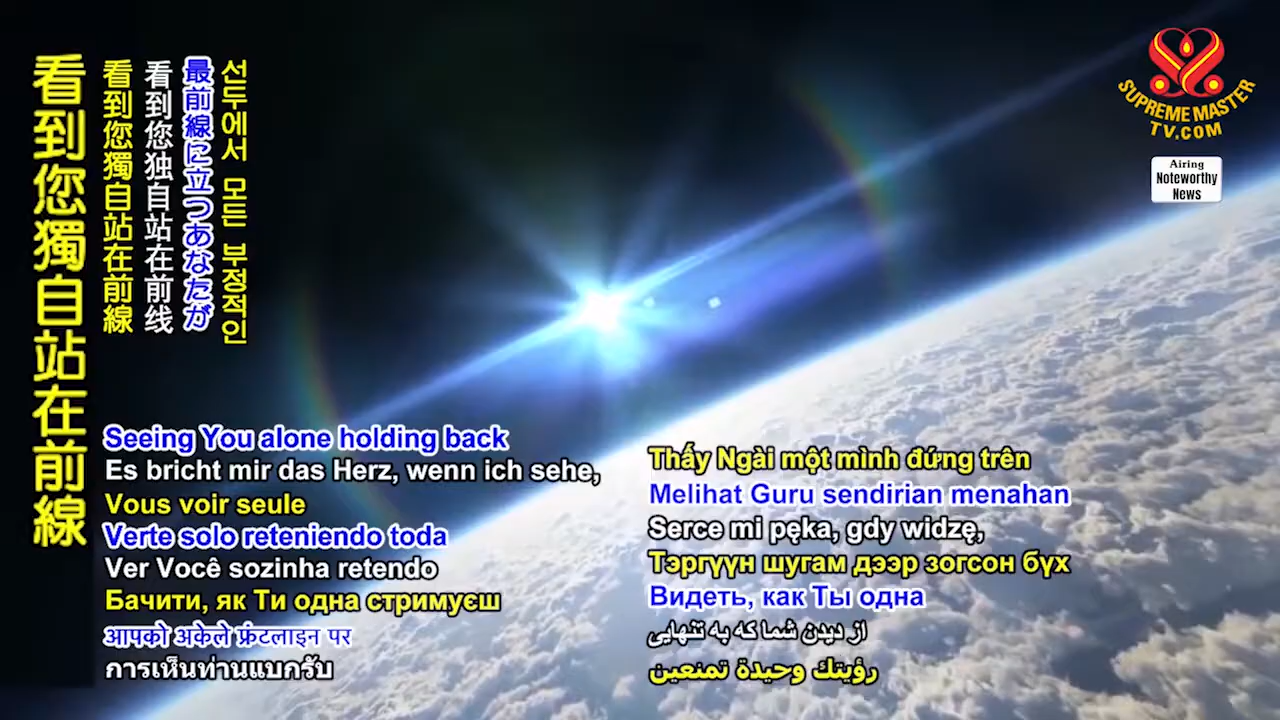 看到您獨自站在前線
看到您獨自站在前線
看到您独自站在前线
最前線に立つあなたが
선두에서 모든 부정적인
Seeing You alone holding back
Es bricht mir das Herz, wenn ich sehe,
Vous voir seule
Verte solo reteniendo toda
Ver Você sozinha retendo
Бачити, як Ти одна стримуєш
आपको अकेले फ्रंटलाइन पर
การเห็นท่านแบกรับ
Thấy Ngài một mình đứng trên
Melihat Guru sendirian menahan
Serce mi pęka, gdy widzę,
Тэргүүн шугам дээр зогсон бүх
Видеть, как Ты одна
از دیدن شما که به تنهایی
رؤيتك وحيدة تمنعين
SUPREME MASTER
TV.COM
Airing
Noteworthy
News